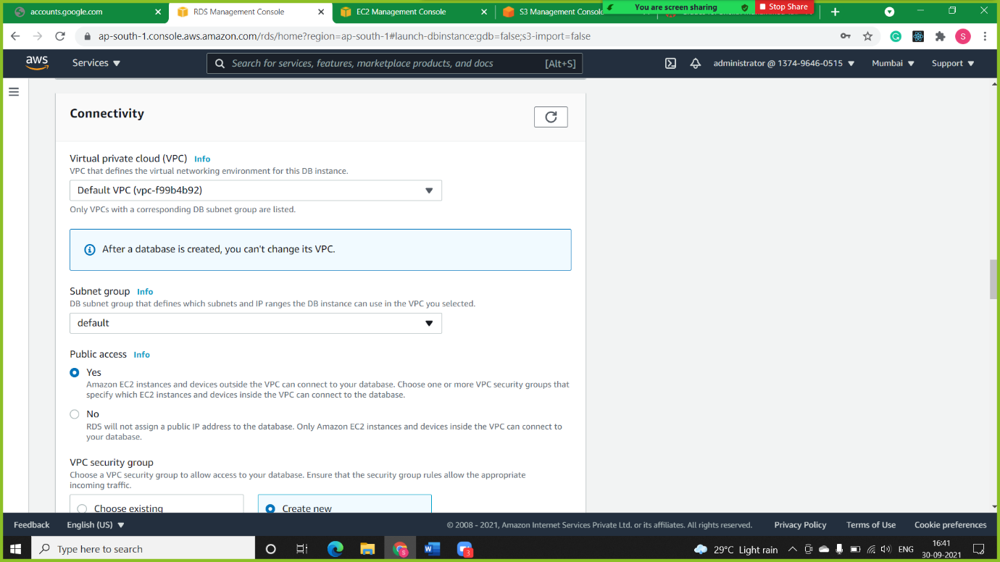 accounts.google.com
RDS Management Console
EC2 Management Console
S3 Management Console
You are screen sharing
Stop Share
ap-south-1.console.aws.amazon.com/rds/home?region=ap-south-1#launch-dbinstance:gdb=false;s3-import=false
S
aws
Services
Search for services, features, marketplace products, and docs
[Alt+S]
administrator @ 1374-9646-0515
Mumbai
Support
Connectivity
Virtual private cloud (VPC) Info
VPC that defines the virtual networking environment for this DB instance.
Default VPC (vpc-f99b4b92)
Only VPCs with a corresponding DB subnet group are listed.
After a database is created, you can't change its VPC.
Subnet group Info
DB subnet group that defines which subnets and IP ranges the DB instance can use in the VPC you selected.
default
Public access Info
Yes
Amazon EC2 instances and devices outside the VPC can connect to your database. Choose one or more VPC security groups that
specify which EC2 instances and devices inside the VPC can connect to the database.
No
RDS will not assign a public IP address to the database. Only Amazon EC2 instances and devices inside the VPC can connect to
your database.
VPC security group
Choose a VPC security group to allow access to your database. Ensure that the security group rules allow the appropriate
incoming traffic.
Choose existing
Create new
Feedback
English (US)
© 2008 - 2021, Amazon Internet Services Private Ltd. or its affiliates. All rights reserved.
Privacy Policy
Terms of Use
Cookie preferences
Type here to search
29°C Light rain
ENG
16:41
30-09-2021